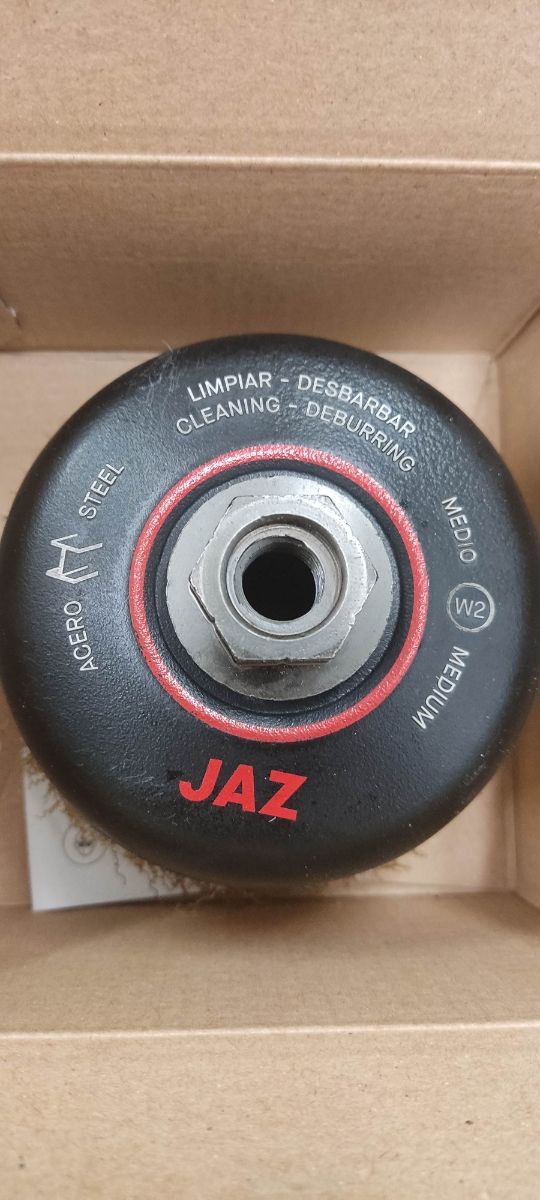 LIMPIAR - DESBARBAR
CLEANING - DEBURRING
ACERO STEEL
MEDIO
W2
MEDIUM
JAZ